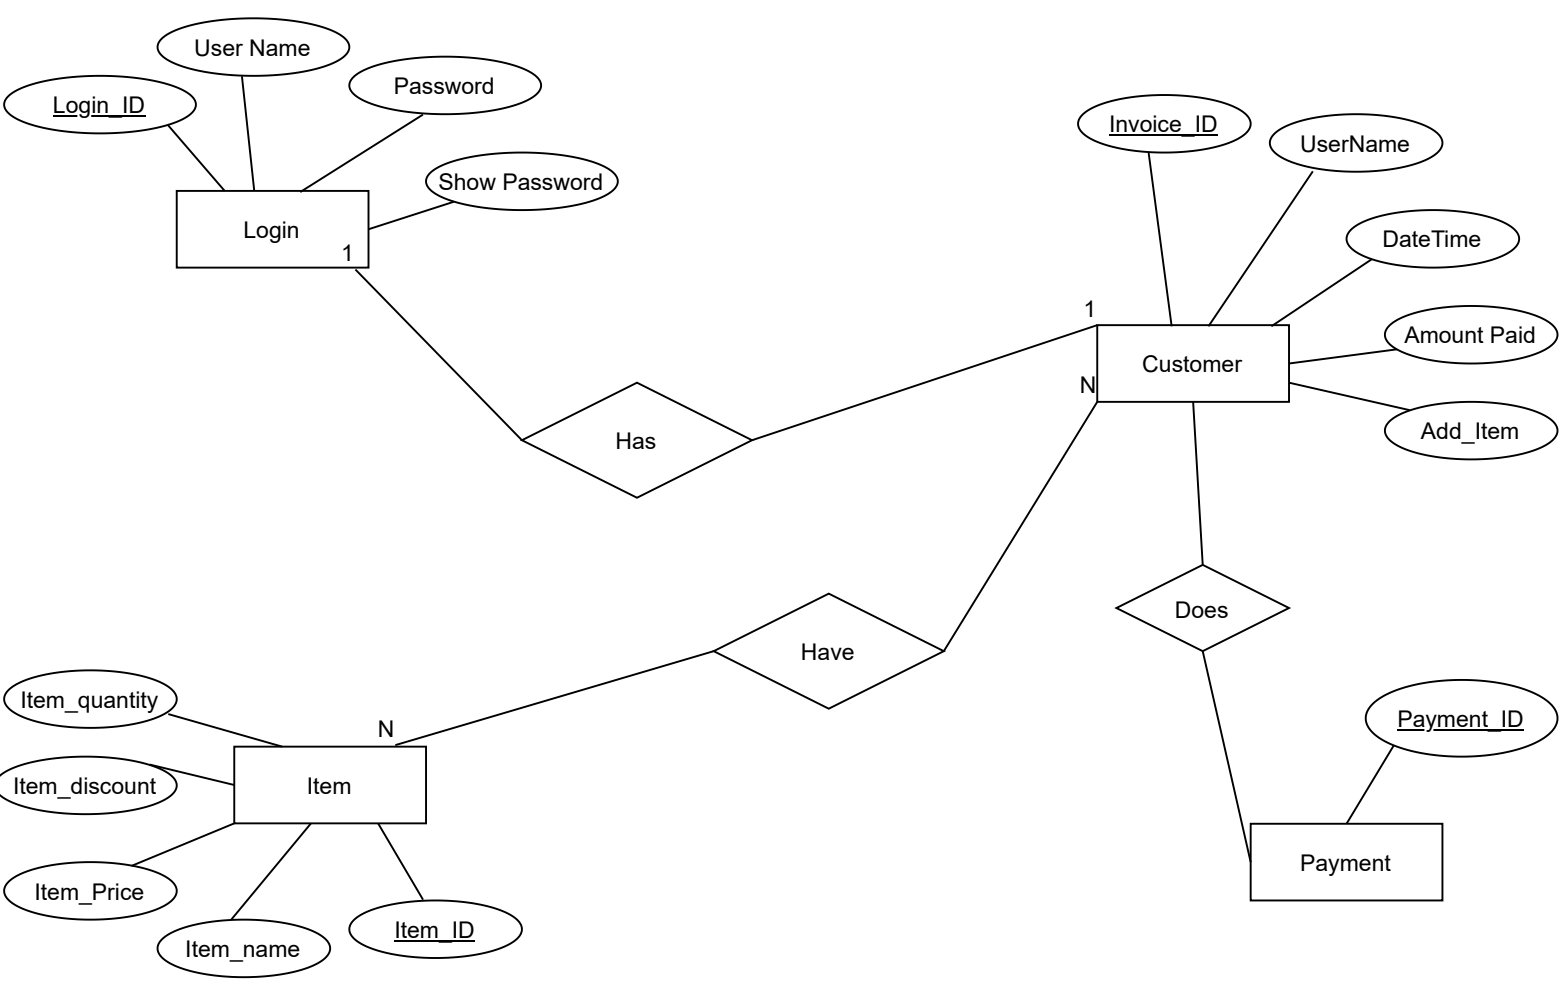 User Name
Password
Login_ID
Show Password
Login
1
Invoice_ID
UserName
DateTime
Amount Paid
Add_Item
1
Customer
N
Has
Does
Have
Item_quantity
N
Item_discount
Item
Item_Price
Item_name
Item_ID
Payment_ID
Payment